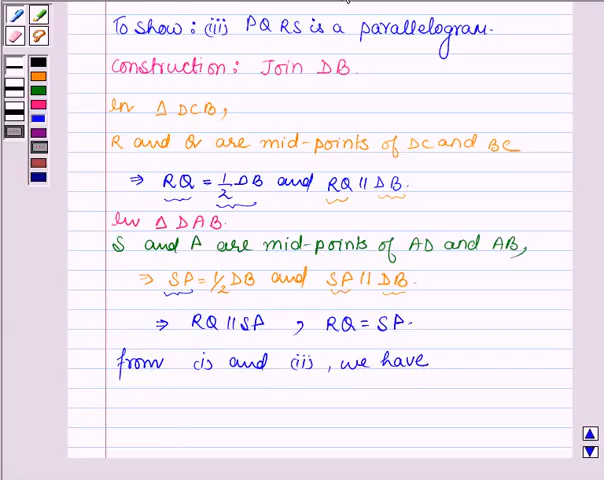 To show: (iii) PQRS is a parallelogram.
Construction: Join DB.
In Δ DCB,
R and Q are mid-points of DC and BC
⇒ RQ = 1/2 DB and RQ || DB.
In Δ DAB.
S and P are mid-points of AD and AB,
⇒ SP = 1/2 DB and SP || DB.
⇒ RQ || SP , RQ = SP.
from (i) and (ii), we have